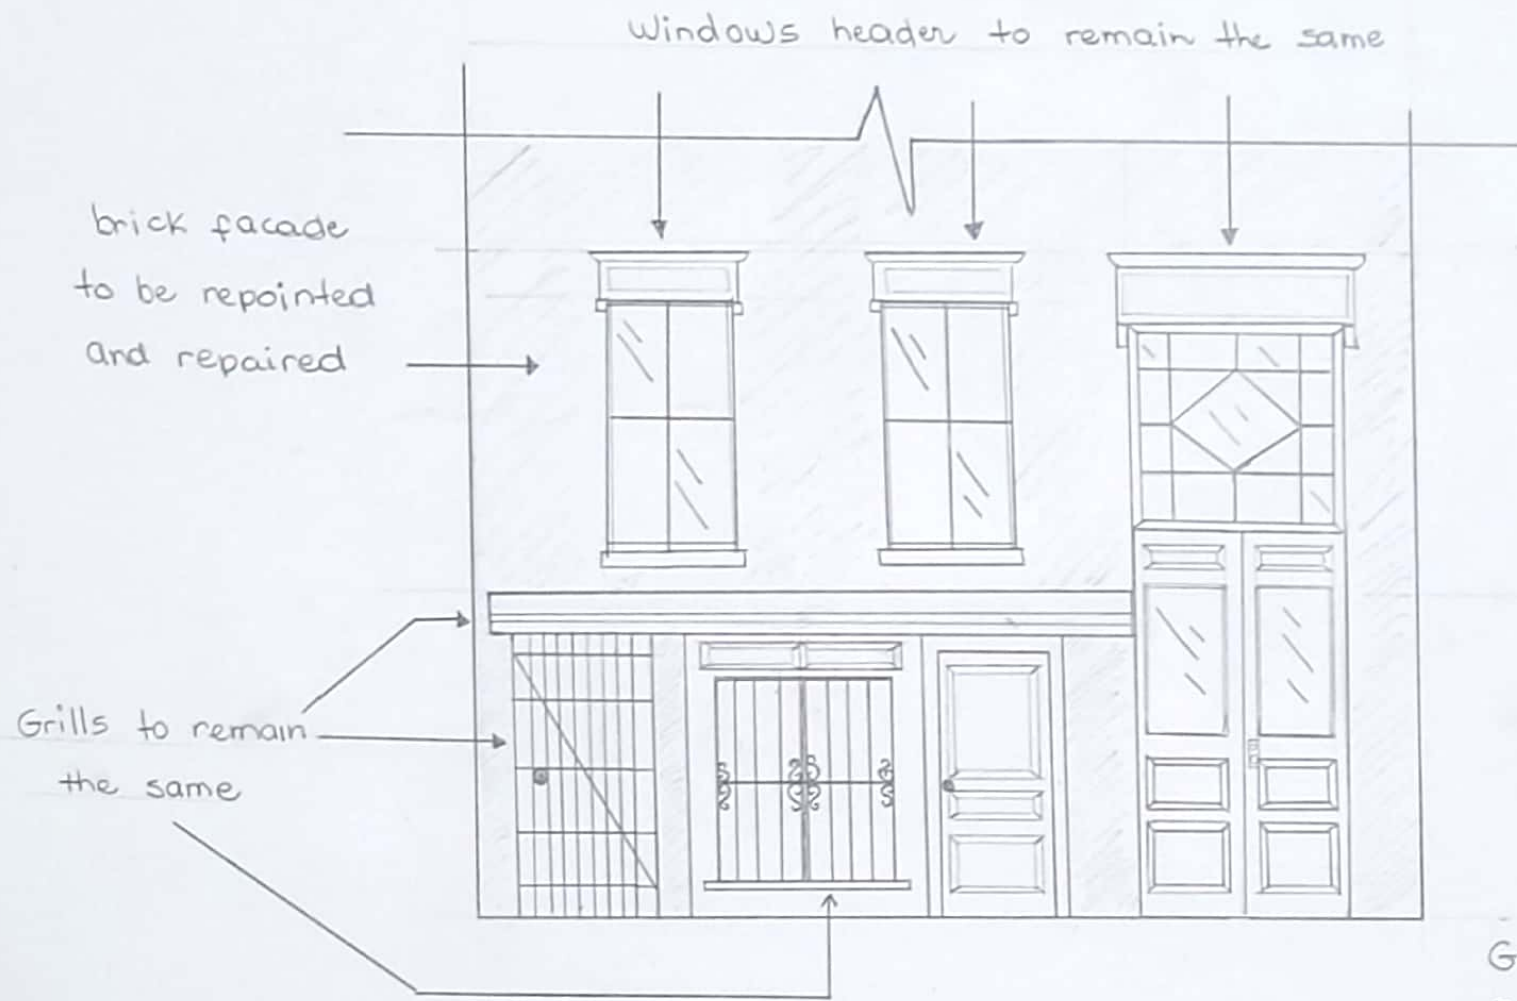 Windows header to remain the same
brick facade
to be repointed
and repaired
Grills to remain
the same
G